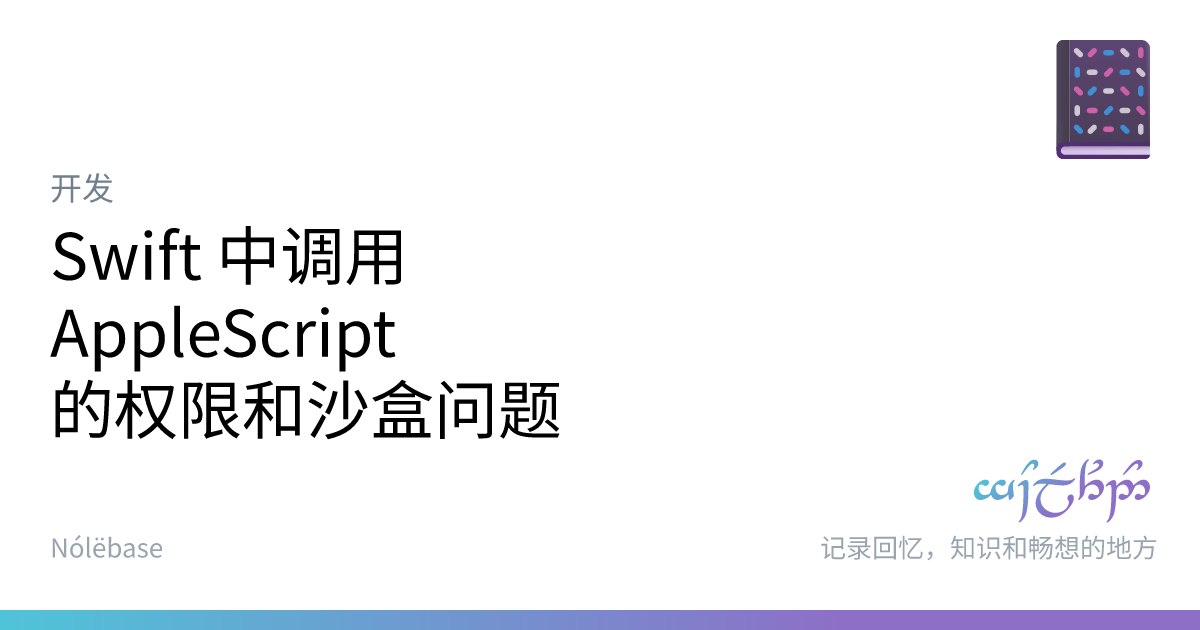 开发
Swift 中调用
AppleScript
的权限和沙盒问题
Nólëbase
记录回忆，知识和畅想的地方